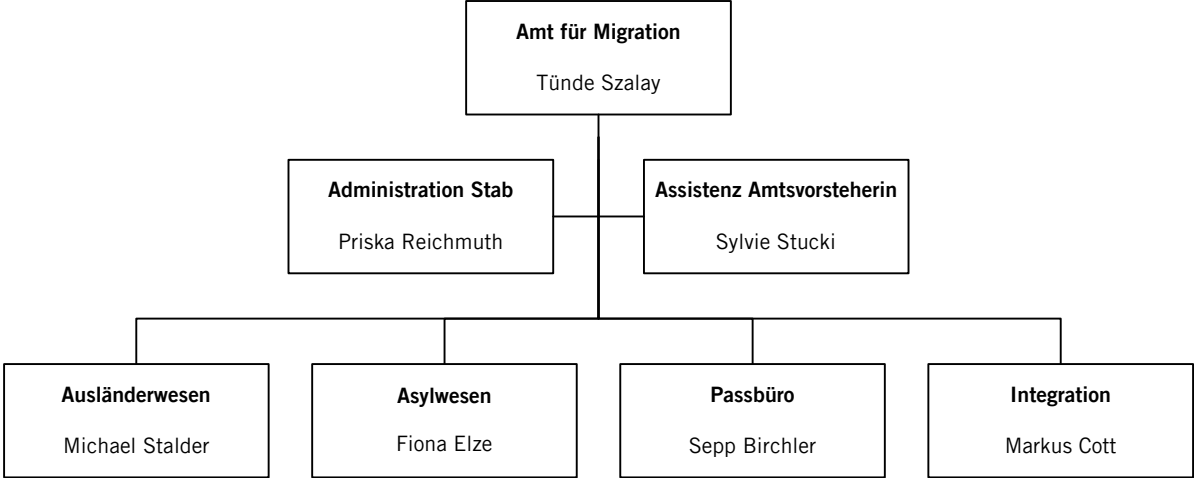 Amt für Migration
Tünde Szalay
Administration Stab
Priska Reichmuth
Assistenz Amtsvorsteherin
Sylvie Stucki
Ausländerwesen
Michael Stalder
Asylwesen
Fiona Elze
Passbüro
Sepp Birchler
Integration
Markus Cott